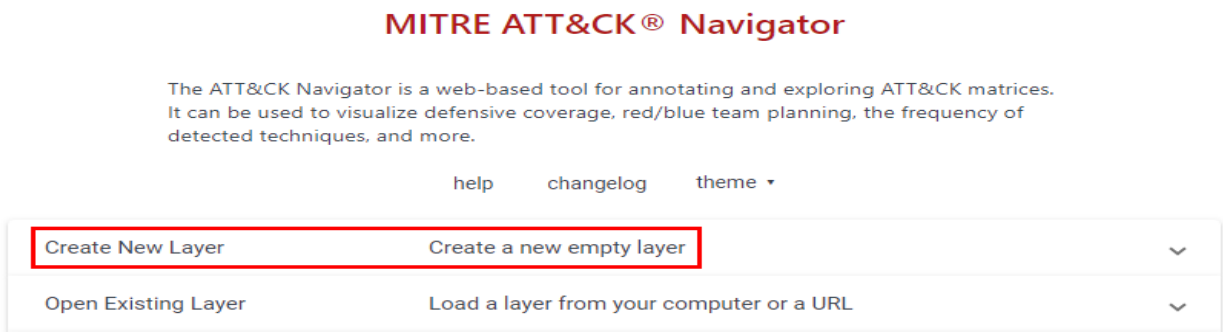 MITRE ATT&CK® Navigator
The ATT&CK Navigator is a web-based tool for annotating and exploring ATT&CK matrices.
It can be used to visualize defensive coverage, red/blue team planning, the frequency of
detected techniques, and more.
help changelog theme ▾
Create New Layer Create a new empty layer
Open Existing Layer Load a layer from your computer or a URL